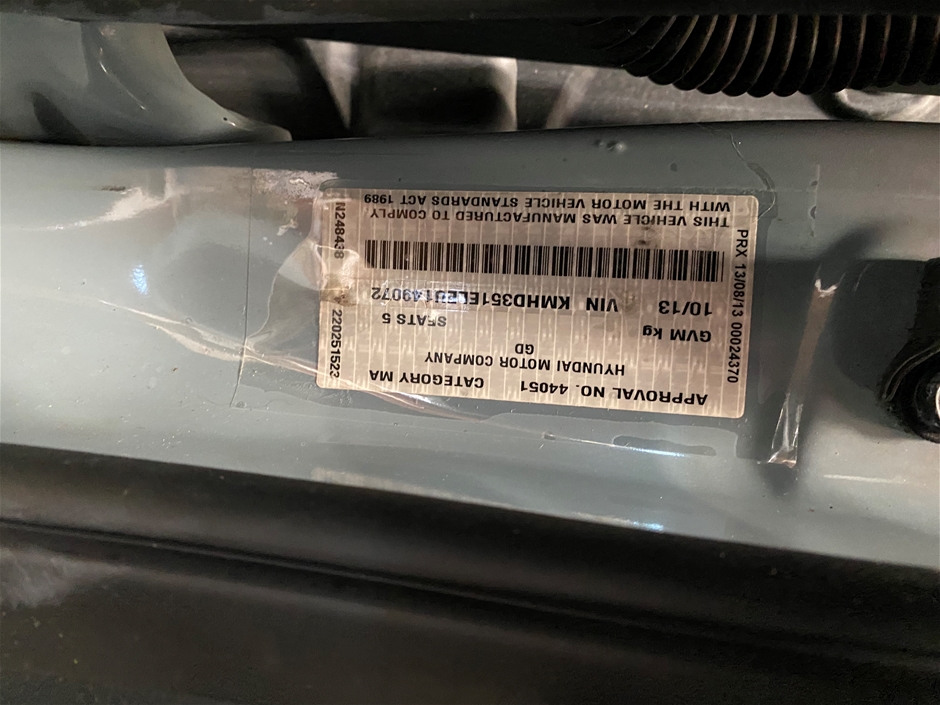 APPROVAL NO. 44051 CATEGORY MA
HYUNDAI MOTOR COMPANY
GD
GVM kg SEATS 5
10/13 VIN KMHD351ELEU149072
THIS VEHICLE WAS MANUFACTURED TO COMPLY
WITH THE MOTOR VEHICLE STANDARDS ACT 1989
PRX 13/08/13 00024370
N248438 220251523